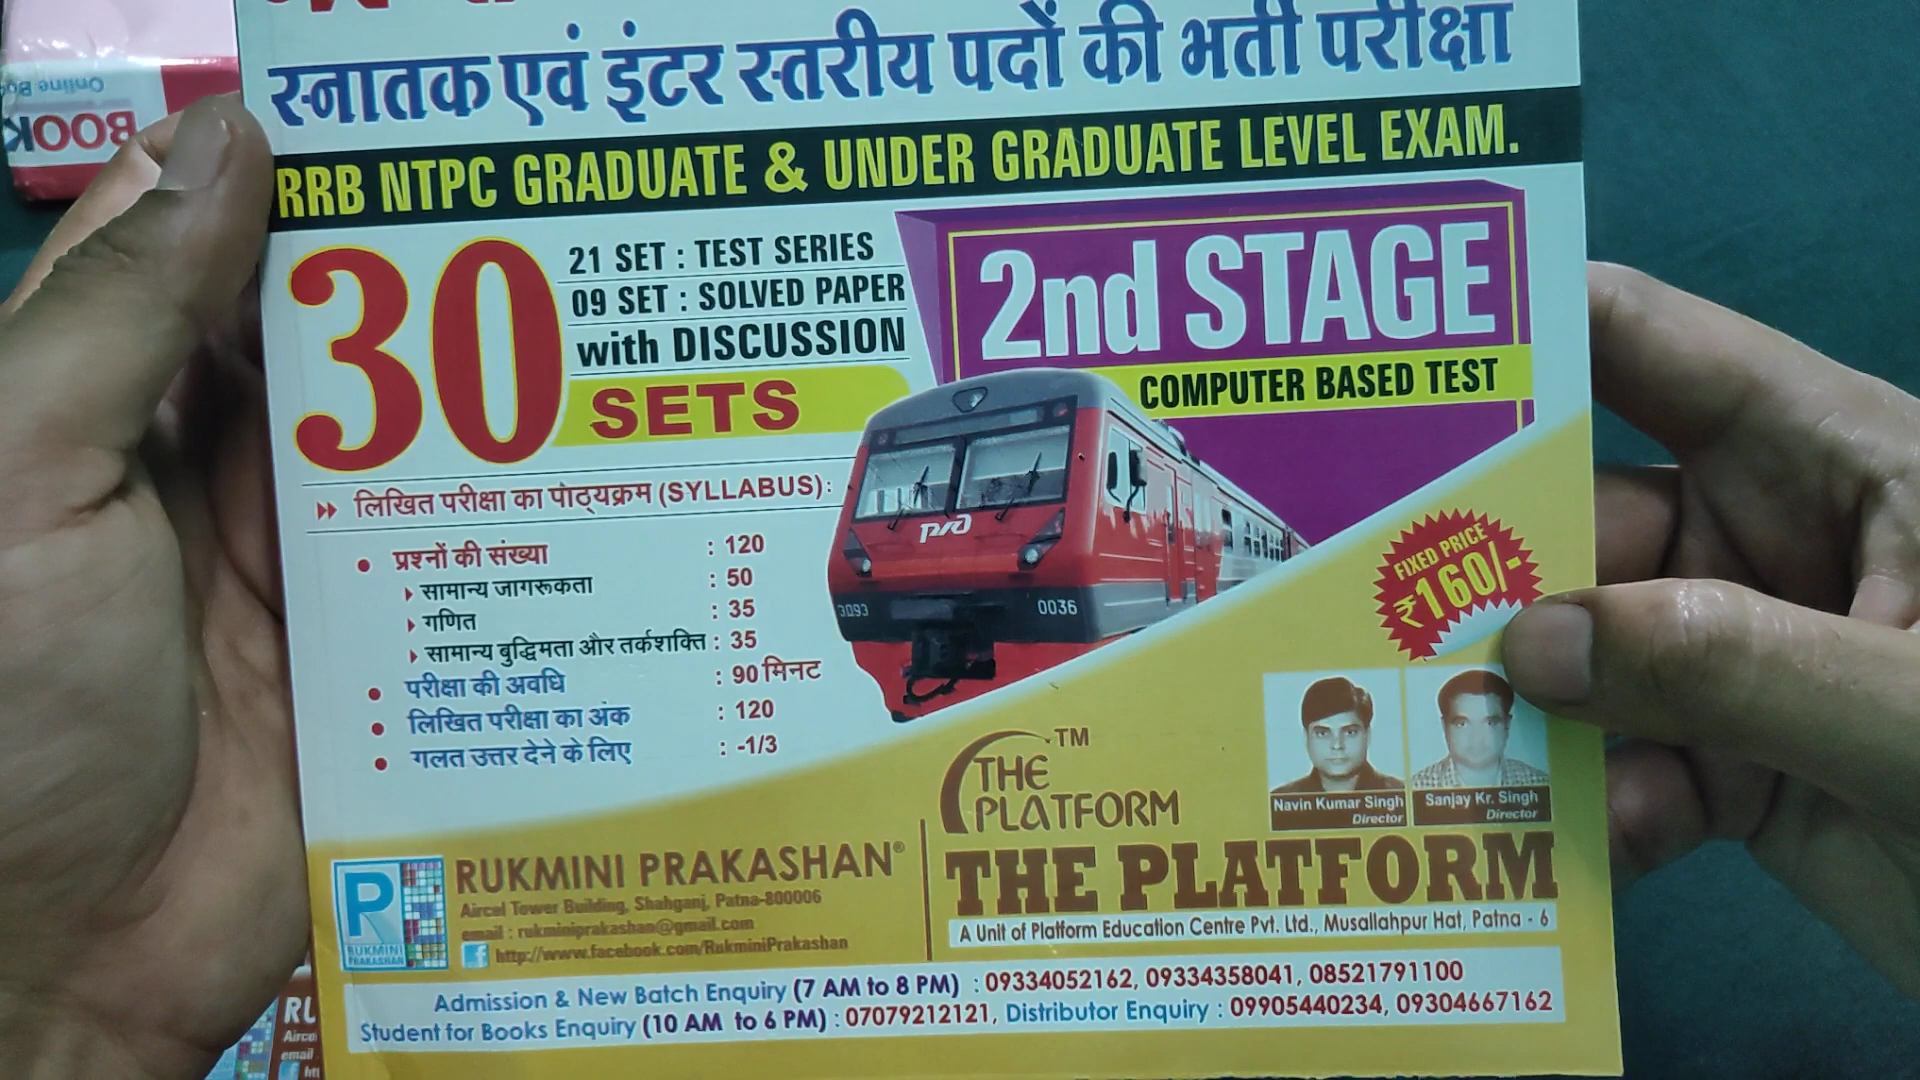 स्नातक एवं इंटर स्तरीय पदों की भर्ती परीक्षा
RRB NTPC GRADUATE & UNDER GRADUATE LEVEL EXAM.
30
21 SET : TEST SERIES
09 SET : SOLVED PAPER
with DISCUSSION
SETS
2nd STAGE
COMPUTER BASED TEST
लिखित परीक्षा का पाठ्यक्रम (SYLLABUS):
प्रश्नों की संख्या : 120
सामान्य जागरूकता : 50
गणित : 35
सामान्य बुद्धिमता और तर्कशक्ति : 35
परीक्षा की अवधि : 90 मिनट
लिखित परीक्षा का अंक : 120
गलत उत्तर देने के लिए : -1/3
0036
FIXED PRICE
₹160/-
THE PLATFORM TM
Navin Kumar Singh
Director
Sanjay Kr. Singh
Director
RUKMINI PRAKASHAN®
Aircel Tower Building, Shahganj, Patna-800006
email : rukminiprakashan@gmail.com
http://www.facebook.com/RukminiPrakashan
RUKMINI PRAKASHAN
THE PLATFORM
A Unit of Platform Education Centre Pvt. Ltd., Musallahpur Hat, Patna - 6
Admission & New Batch Enquiry (7 AM to 8 PM) : 09334052162, 09334358041, 08521791100
Student for Books Enquiry (10 AM to 6 PM) : 07079212121, Distributor Enquiry : 09905440234, 09304667162
BOOK